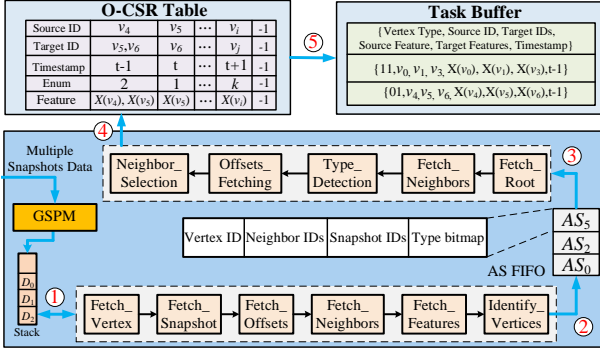 O-CSR Table
Source ID v4 v5 ··· vi -1
Target ID v5,v6 v6 ··· vj -1
Timestamp t-1 t ··· t+1 -1
Enum 2 1 ··· k -1
Feature X(v4), X(v5) X(v5) ··· X(vi) -1
⑤
Task Buffer
{Vertex Type, Source ID, Target IDs,
Source Feature, Target Features, Timestamp}
{11,v0, v1, v3, X(v0), X(v1), X(v3),t-1}
{01,v4, v5, v6, X(v4),X(v5),X(v6),t-1}
④
Multiple
Snapshots Data
GSPM
Neighbor_
Selection
Offsets_
Fetching
Type_
Detection
Fetch_
Neighbors
Fetch_
Root
③
Vertex ID Neighbor IDs Snapshot IDs Type bitmap
AS5
AS2
AS0
AS FIFO
D0
D1
D2
Stack
①
Fetch_
Vertex
Fetch_
Snapshot
Fetch_
Offsets
Fetch_
Neighbors
Fetch_
Features
Identify_
Vertices
②